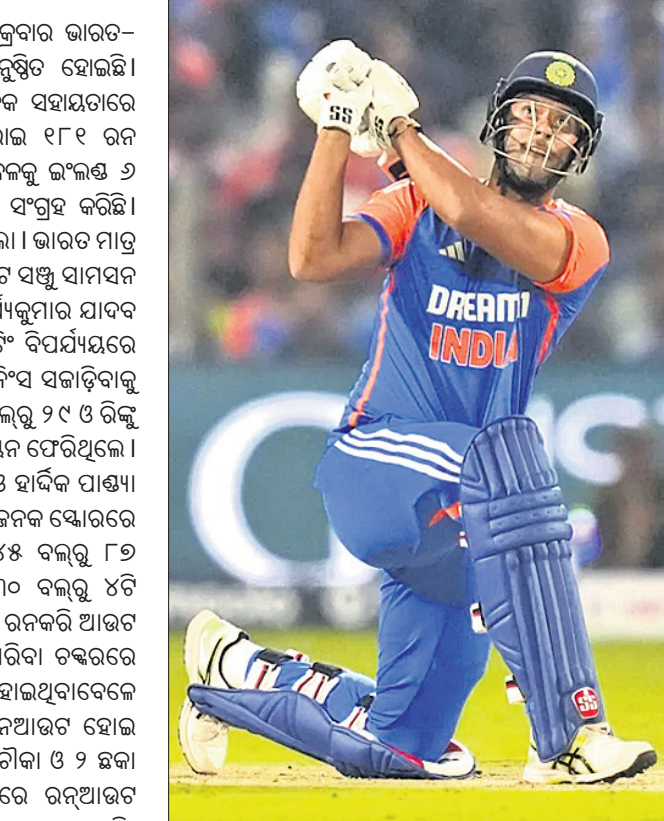 କ୍ରବାର ଭାରତ–
ନୁଷ୍ଠିତ ହୋଇଛି।
ସହାୟତାରେ
୧୮୧ ରନ
ଇଂଲଣ୍ଡ ୬
ସଂଗ୍ରହ କରିଛି।
। ଭାରତ ମାତ୍ର
ସଞ୍ଜୁ ସାମସନ
ର୍ଯ୍ୟକୁମାର ଯାଦବ
ବିପର୍ଯ୍ୟୟରେ
ସଜାଡ଼ିବାକୁ
ବଲ୍‌ରୁ ୨୯ ଓ ରିଙ୍କୁ
ଫେରିଥିଲେ।
ଓ ହାର୍ଦ୍ଦିକ ପାଣ୍ଡ୍ୟା
ଜନକ ସ୍କୋରରେ
୪୫ ବଲ୍‌ରୁ ୮୭
୩୦ ବଲ୍‌ରୁ ୪ଟି
ରନକରି ଆଉଟ
ଚକ୍କରରେ
ହୋଇଥିବାବେଳେ
ନଆଉଟ ହୋଇ
ଚୌକା ଓ ୨ ଛକା
ରେ ରନ୍‌ଆଉଟ
SS
DREAM11
INDIA
SS